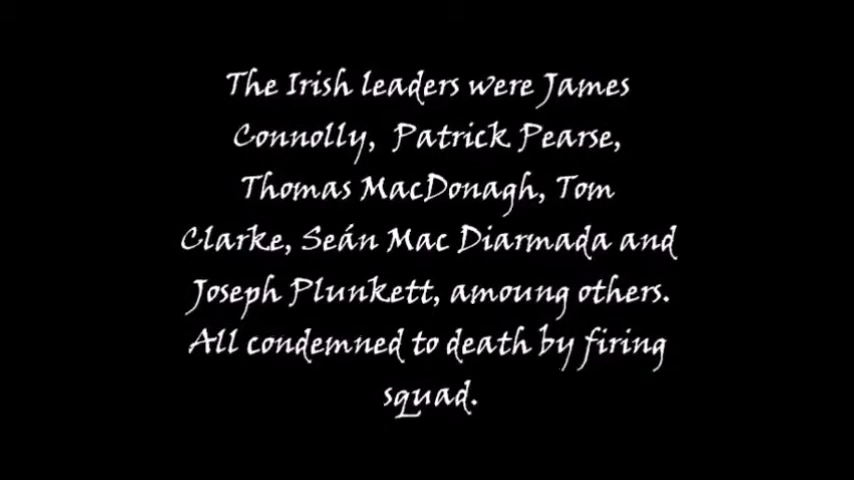 The Irish leaders were James
Connolly, Patrick Pearse,
Thomas MacDonagh, Tom
Clarke, Seán Mac Diarmada and
Joseph Plunkett, amoung others.
All condemned to death by firing
squad.